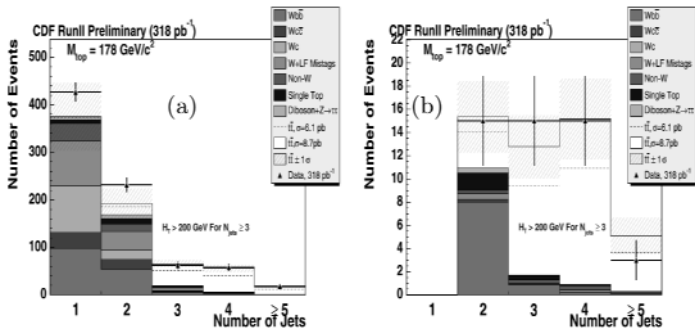 CDF RunII Preliminary (318 pb⁻¹)
M_top = 178 GeV/c²
(a)
H_T > 200 GeV For N_jets ≥ 3
Number of Events
500
400
300
200
100
0
1 2 3 4 ≥ 5
Number of Jets
Wbb̄
Wcc̄
Wc
W+LF Mistags
Non-W
Single Top
Diboson+Z→ττ
tt̄, σ=6.1 pb
tt̄, σ=8.7pb
tt̄ ± 1σ
Data, 318 pb⁻¹
CDF RunII Preliminary (318 pb⁻¹)
M_top = 178 GeV/c²
(b)
H_T > 200 GeV For N_jets ≥ 3
Number of Events
22
20
18
16
14
12
10
8
6
4
2
0
1 2 3 4 ≥ 5
Number of Jets
Wbb̄
Wcc̄
Wc
W+LF Mistags
Non-W
Single Top
Diboson+Z→ττ
tt̄, σ=6.1 pb
tt̄, σ=8.7pb
tt̄ ± 1σ
Data, 318 pb⁻¹